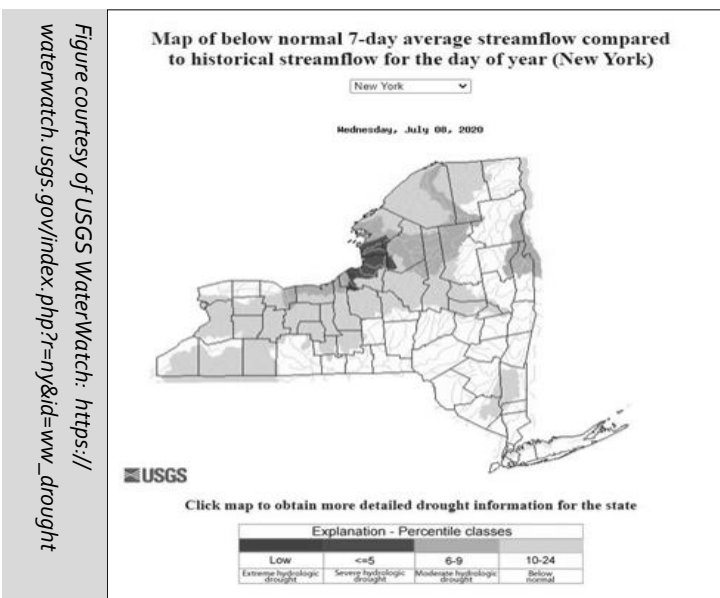 Figure courtesy of USGS WaterWatch: https://
waterwatch.usgs.gov/index.php?r=ny&id=ww_drought
Map of below normal 7-day average streamflow compared
to historical streamflow for the day of year (New York)
New York
Wednesday, July 08, 2020
USGS
Click map to obtain more detailed drought information for the state
Explanation - Percentile classes
Low <=5 6-9 10-24
Extreme hydrologic drought Severe hydrologic drought Moderate hydrologic drought Below normal